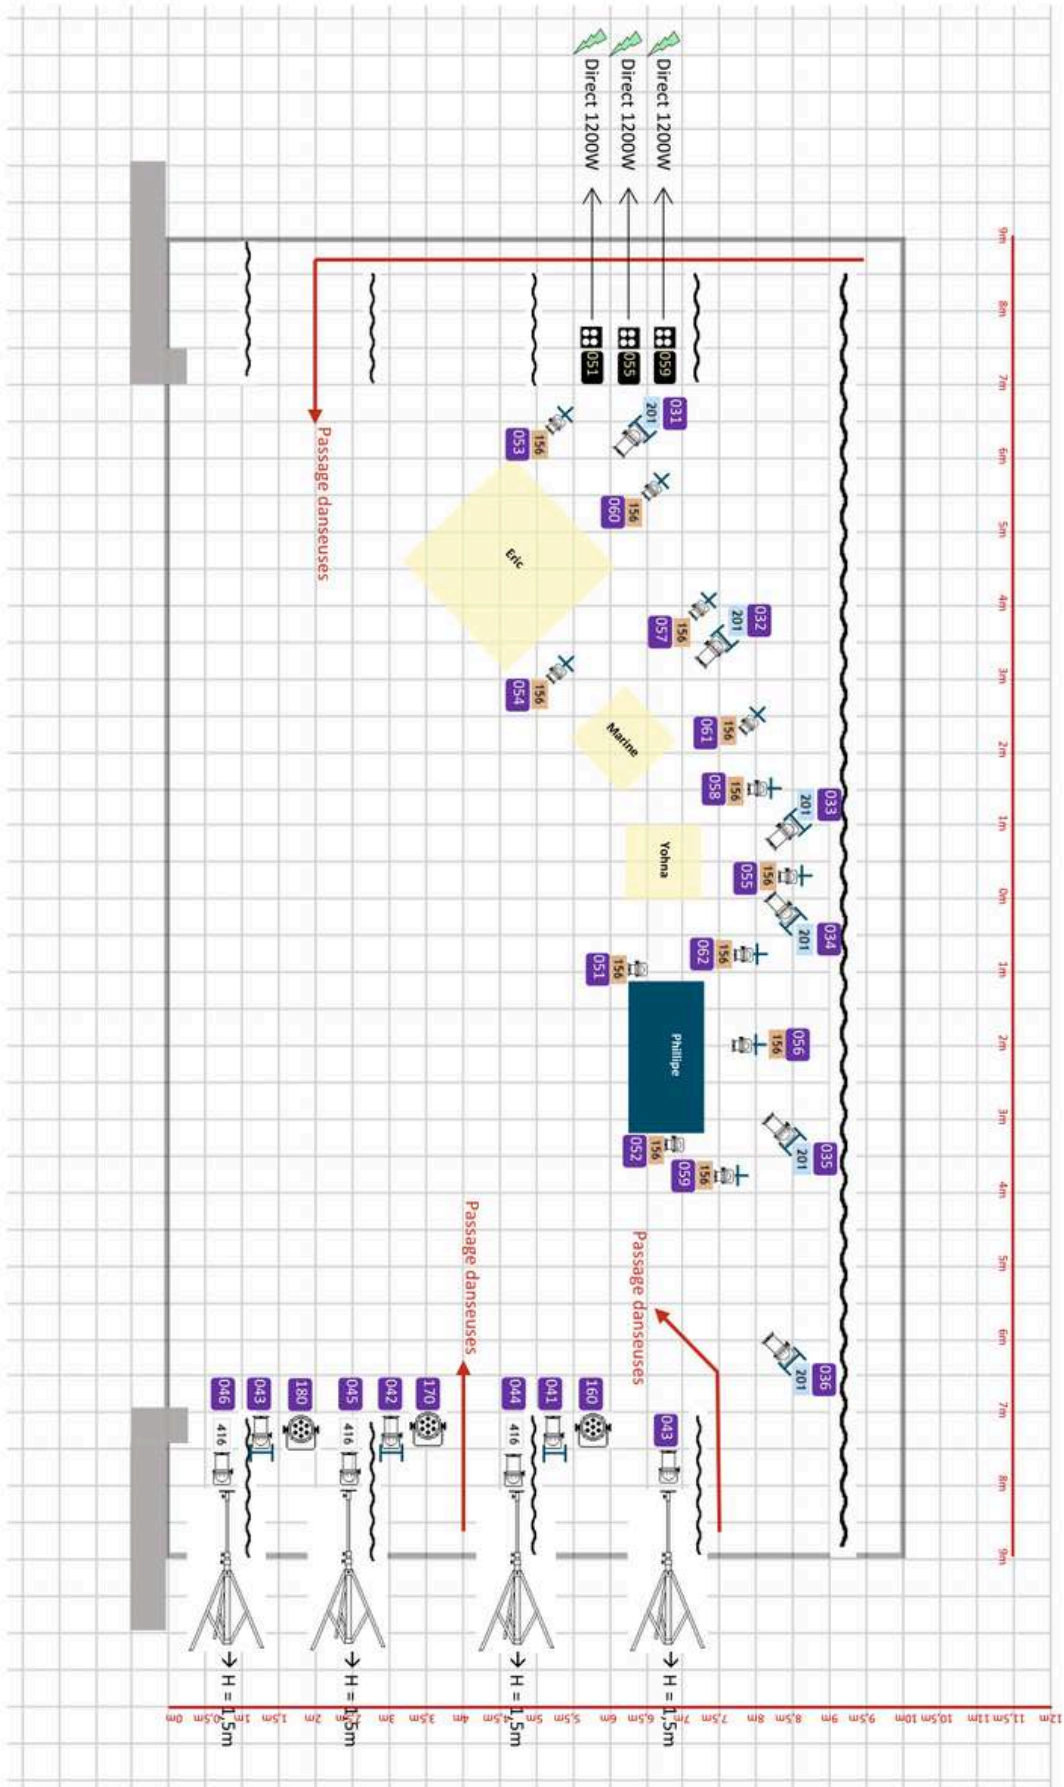 Direct 1200W
Direct 1200W
Direct 1200W
051
055
059
9m
8m
7m
6m
5m
4m
3m
2m
1m
0m
1m
2m
3m
4m
5m
6m
7m
8m
9m
Passage danseuses
031
201
053
156
060
156
Eric
032
201
057
156
054
156
Marine
061
156
058
156
033
201
Yohna
055
156
034
201
062
156
051
156
Phillipe
056
156
035
201
052
156
059
156
Passage danseuses
Passage danseuses
036
201
046
416
043
180
045
416
042
170
044
416
041
160
043
H = 1,5m
H = 1,5m
H = 1,5m
H = 1,5m
0m
0,5m
1m
1,5m
2m
2,5m
3m
3,5m
4m
4,5m
5m
5,5m
6m
6,5m
7m
7,5m
8m
8,5m
9m
9,5m
10m
10,5m
11m
11,5m
12m